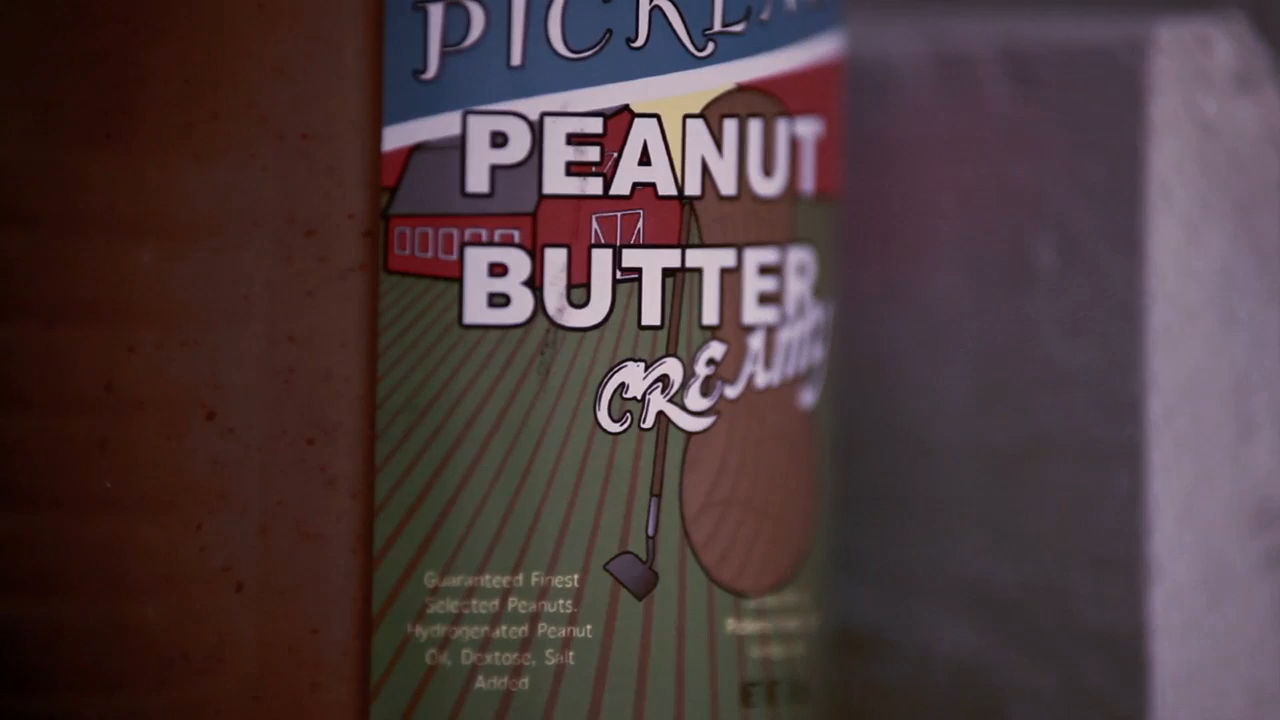 PEANUT
BUTTER
CREAMY
Guaranteed Finest
Selected Peanuts.
Hydrogenated Peanut
Oil, Dextose, Salt
Added